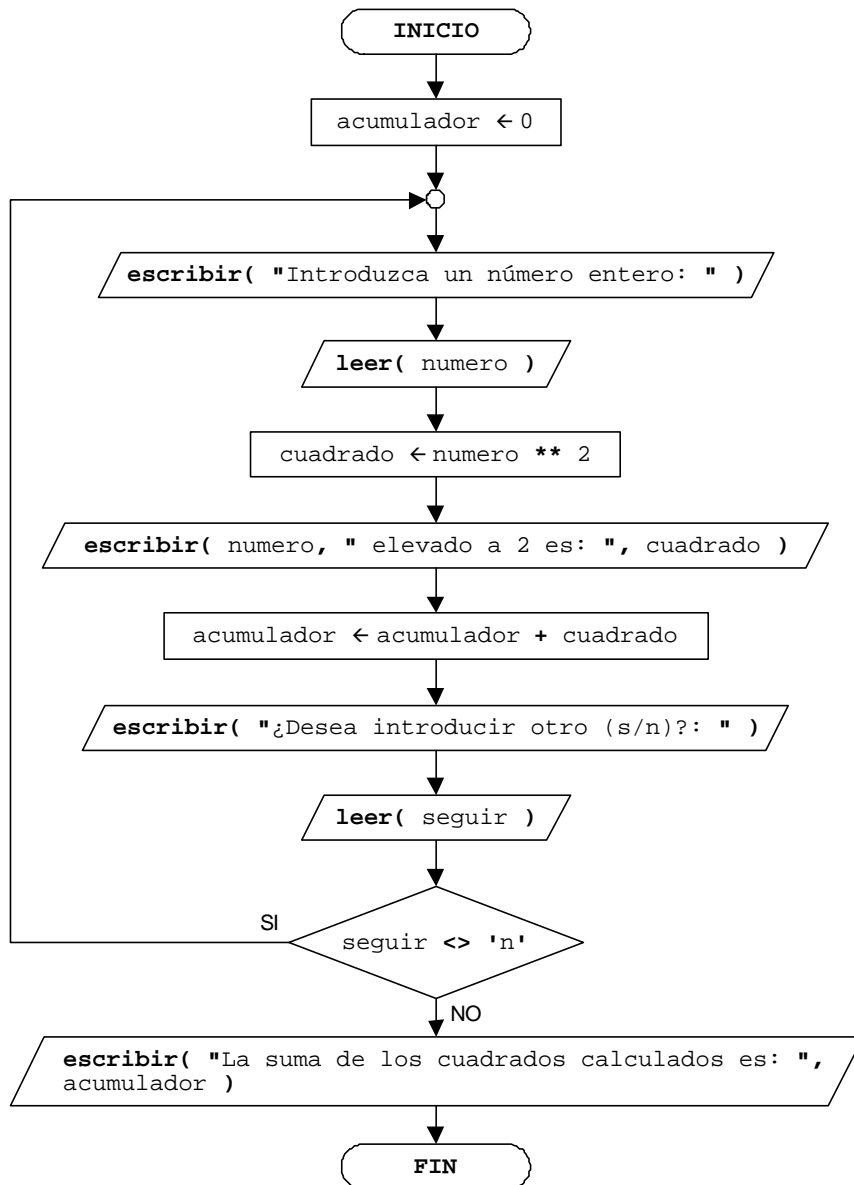 INICIO
acumulador ← 0
escribir( "Introduzca un número entero: " )
leer( numero )
cuadrado ← numero ** 2
escribir( numero, " elevado a 2 es: ", cuadrado )
acumulador ← acumulador + cuadrado
escribir( "¿Desea introducir otro (s/n)?: " )
leer( seguir )
SI
seguir <> 'n'
NO
escribir( "La suma de los cuadrados calculados es: ",
acumulador )
FIN